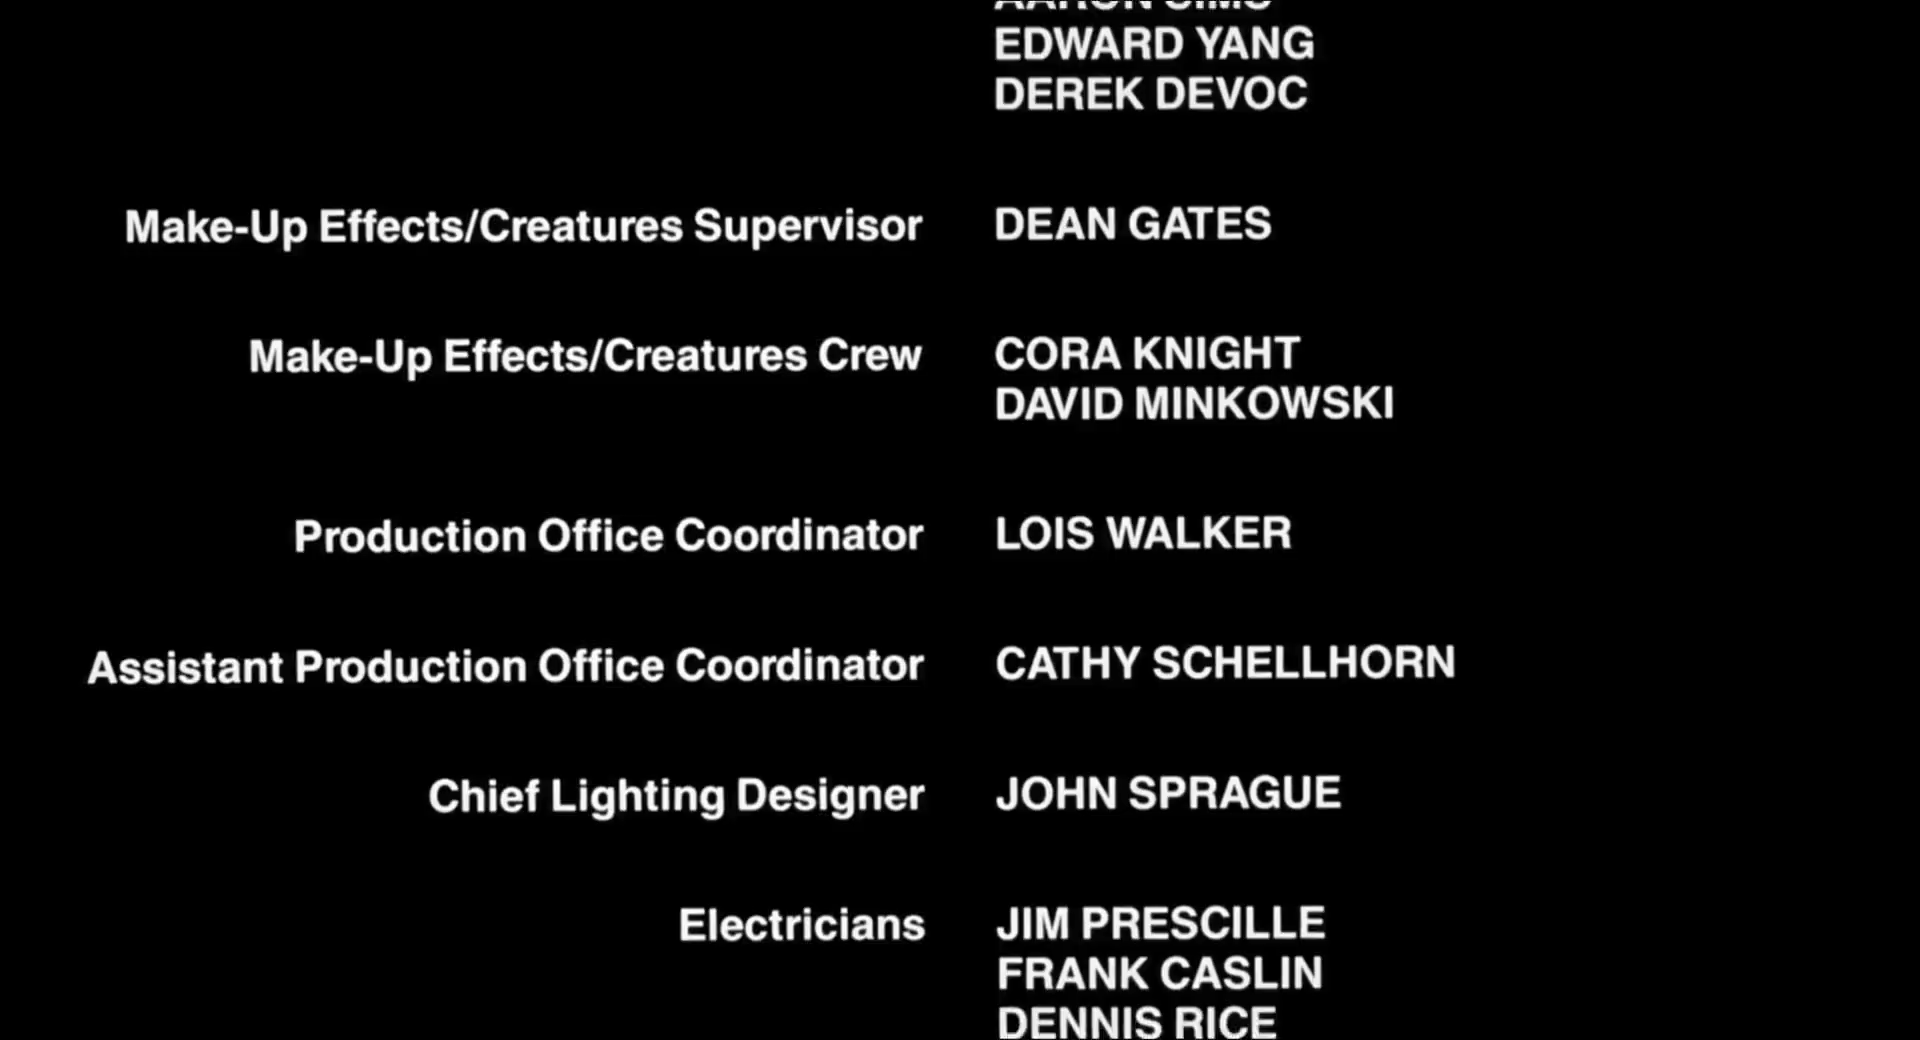 AARON SIMS
EDWARD YANG
DEREK DEVOC
Make-Up Effects/Creatures Supervisor DEAN GATES
Make-Up Effects/Creatures Crew CORA KNIGHT
DAVID MINKOWSKI
Production Office Coordinator LOIS WALKER
Assistant Production Office Coordinator CATHY SCHELLHORN
Chief Lighting Designer JOHN SPRAGUE
Electricians JIM PRESCILLE
FRANK CASLIN
DENNIS RICE